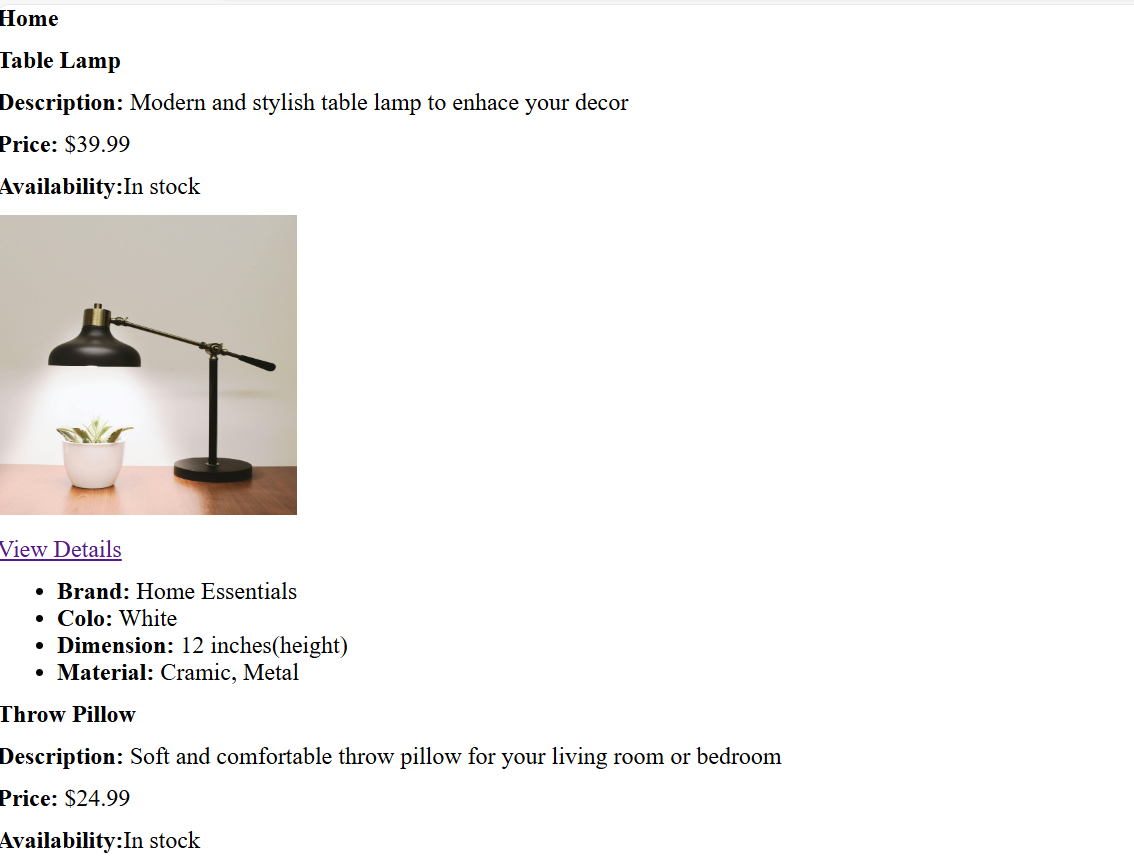 Home
Table Lamp
Description: Modern and stylish table lamp to enhace your decor
Price: $39.99
Availability:In stock
View Details
Brand: Home Essentials
Colo: White
Dimension: 12 inches(height)
Material: Cramic, Metal
Throw Pillow
Description: Soft and comfortable throw pillow for your living room or bedroom
Price: $24.99
Availability:In stock